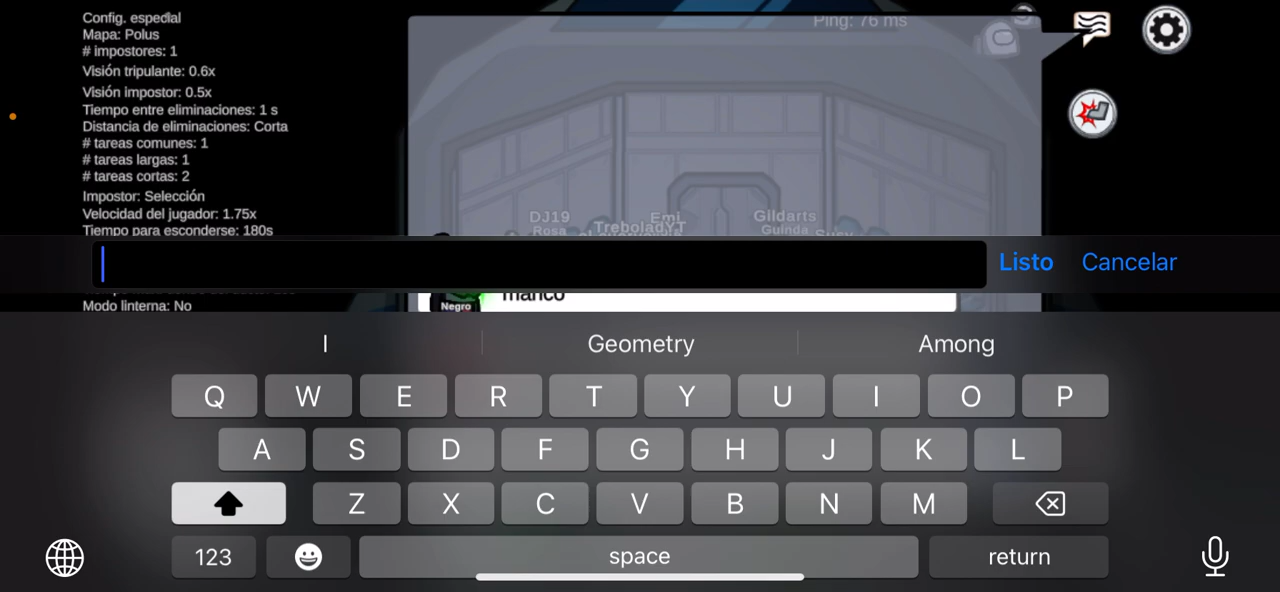 Config. especial
Mapa: Polus
# impostores: 1
Visión tripulante: 0.6x
Visión impostor: 0.5x
Tiempo entre eliminaciones: 1 s
Distancia de eliminaciones: Corta
# tareas comunes: 1
# tareas largas: 1
# tareas cortas: 2
Impostor: Selección
Velocidad del jugador: 1.75x
Tiempo para esconderse: 180s
Modo linterna: No
Ping: 76 ms
DJ19
Rosa
Emi
TreboladYT
Gildarts
Guinda
Susy
Listo
Cancelar
manco
Negro
I
Geometry
Among
Q W E R T Y U I O P
A S D F G H J K L
Z X C V B N M
123
space
return